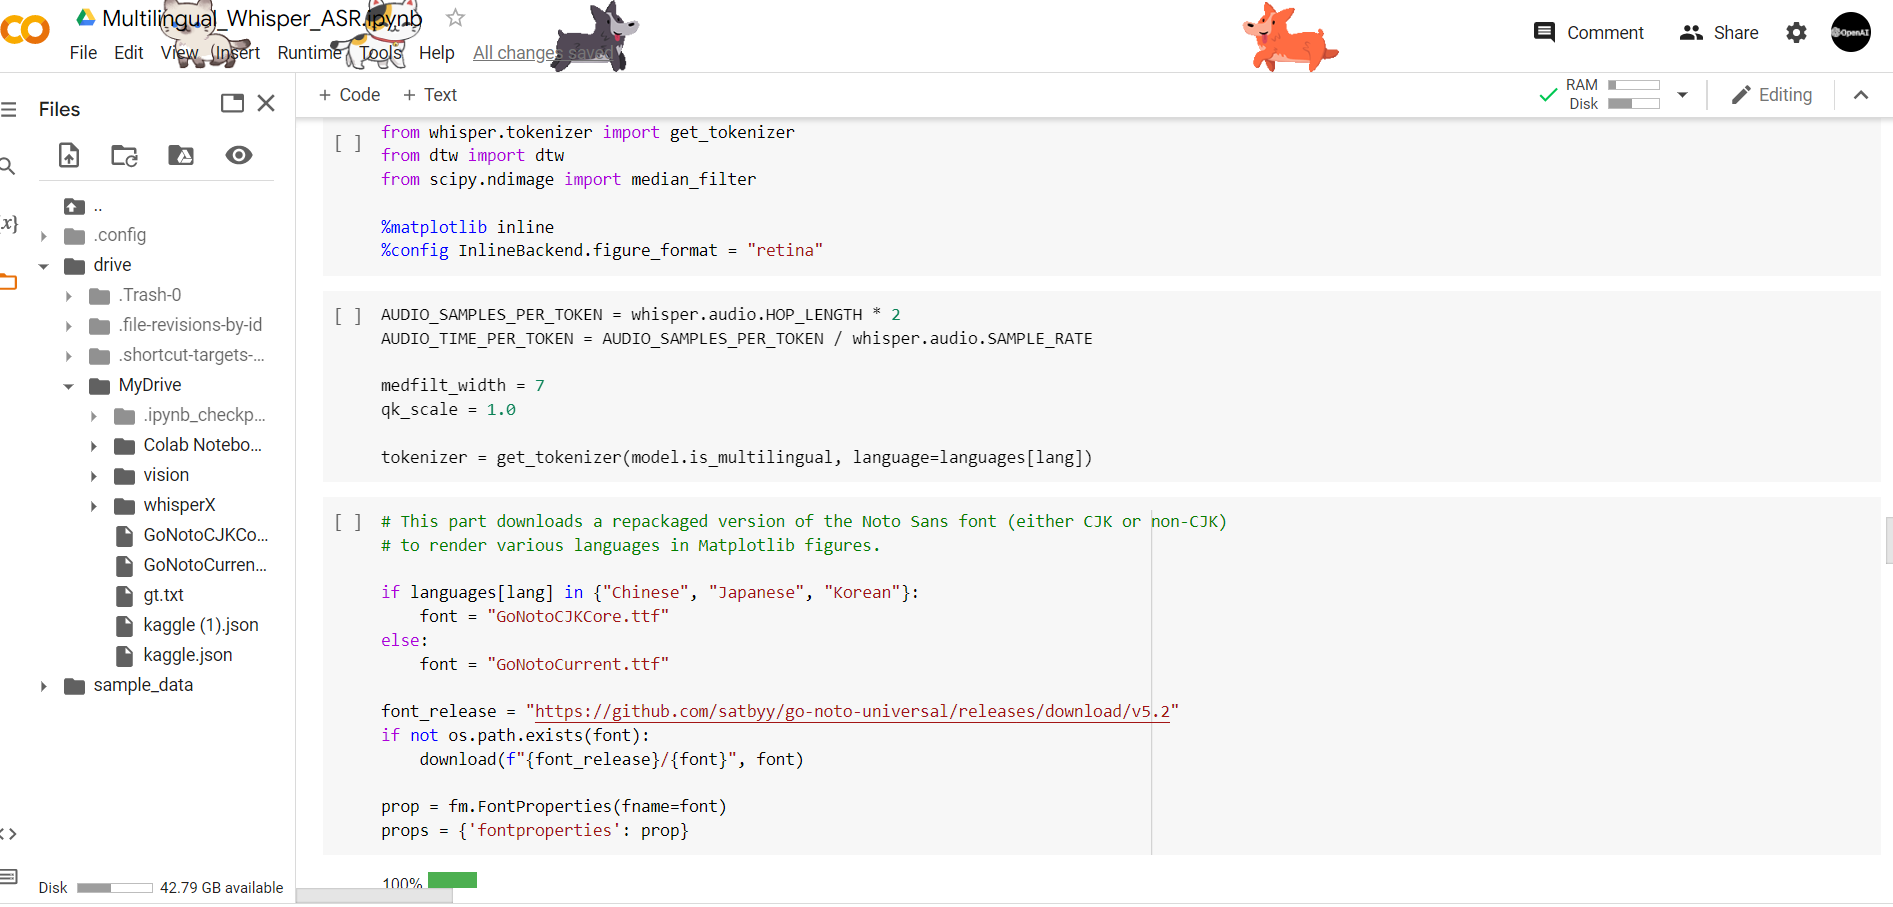 Multilingual_Whisper_ASR.ipynb
File Edit View Insert Runtime Tools Help All changes saved
Comment Share
@OpenAI
Files
+ Code + Text
RAM
Disk
Editing
..
.config
drive
.Trash-0
.file-revisions-by-id
.shortcut-targets-...
MyDrive
.ipynb_checkp...
Colab Notebo...
vision
whisperX
GoNotoCJKCo...
GoNotoCurren...
gt.txt
kaggle (1).json
kaggle.json
sample_data
Disk 42.79 GB available
{x}
[ ]
from whisper.tokenizer import get_tokenizer
from dtw import dtw
from scipy.ndimage import median_filter
%matplotlib inline
%config InlineBackend.figure_format = "retina"
[ ]
AUDIO_SAMPLES_PER_TOKEN = whisper.audio.HOP_LENGTH * 2
AUDIO_TIME_PER_TOKEN = AUDIO_SAMPLES_PER_TOKEN / whisper.audio.SAMPLE_RATE
medfilt_width = 7
qk_scale = 1.0
tokenizer = get_tokenizer(model.is_multilingual, language=languages[lang])
[ ]
# This part downloads a repackaged version of the Noto Sans font (either CJK or non-CJK)
# to render various languages in Matplotlib figures.
if languages[lang] in {"Chinese", "Japanese", "Korean"}:
    font = "GoNotoCJKCore.ttf"
else:
    font = "GoNotoCurrent.ttf"
font_release = "https://github.com/satbyy/go-noto-universal/releases/download/v5.2"
if not os.path.exists(font):
    download(f"{font_release}/{font}", font)
prop = fm.FontProperties(fname=font)
props = {'fontproperties': prop}
100%